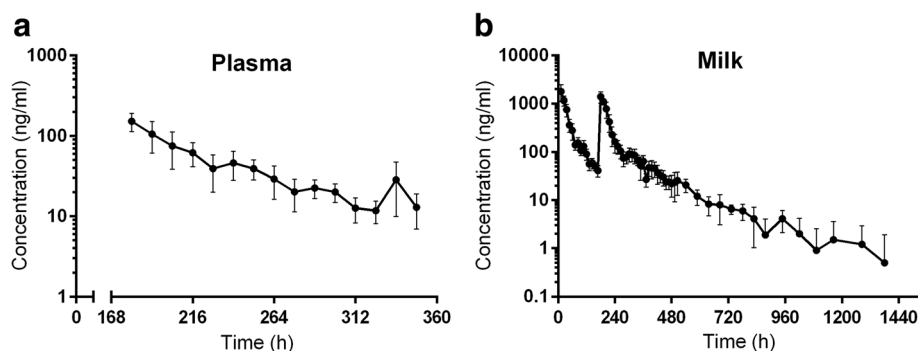 a
Plasma
Concentration (ng/ml)
1000
100
10
1
0
168
216
264
312
360
Time (h)
b
Milk
Concentration (ng/ml)
10000
1000
100
10
1
0.1
0
240
480
720
960
1200
1440
Time (h)